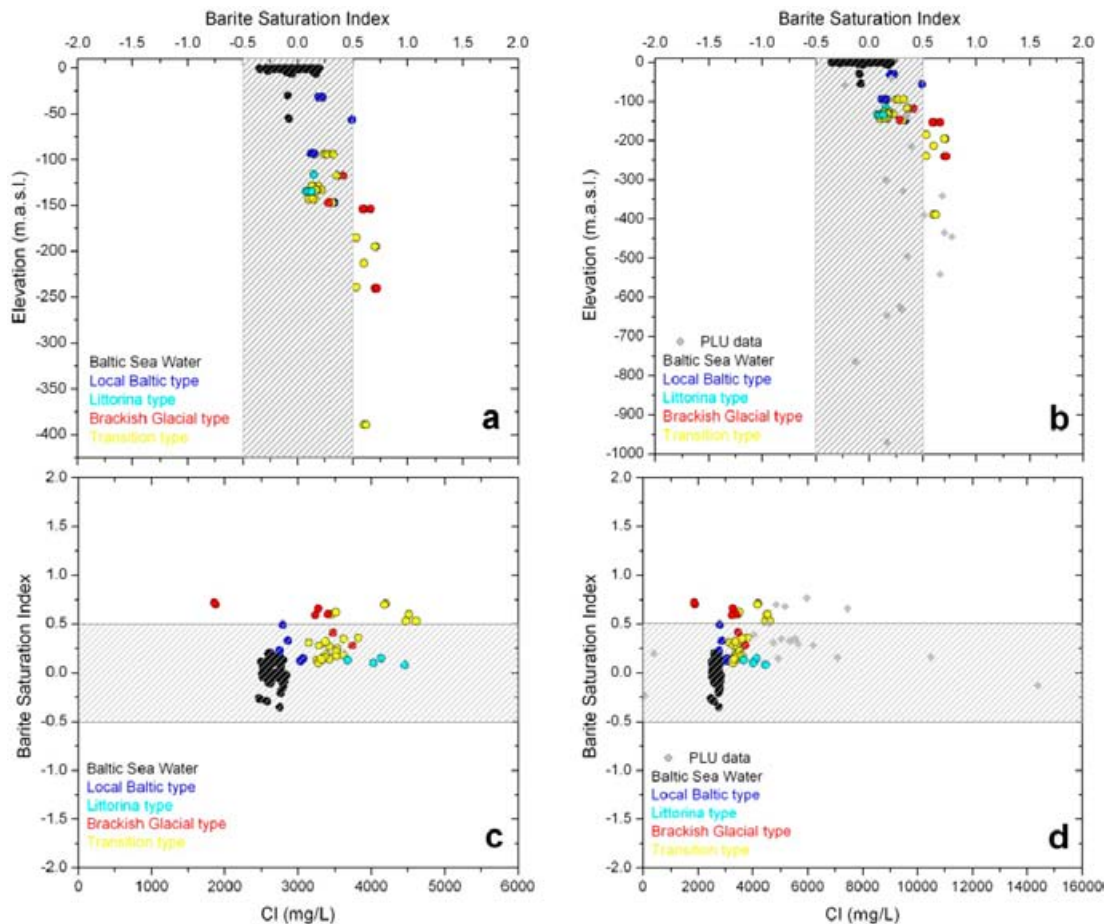 Barite Saturation Index
-2.0 -1.5 -1.0 -0.5 0.0 0.5 1.0 1.5 2.0
0
-50
-100
-150
-200
-250
-300
-350
-400
Elevation (m.a.s.l.)
Baltic Sea Water
Local Baltic type
Littorina type
Brackish Glacial type
Transition type
a
Barite Saturation Index
-2.0 -1.5 -1.0 -0.5 0.0 0.5 1.0 1.5 2.0
0
-100
-200
-300
-400
-500
-600
-700
-800
-900
-1000
Elevation (m.a.s.l.)
PLU data
Baltic Sea Water
Local Baltic type
Littorina type
Brackish Glacial type
Transition type
b
2.0
1.5
1.0
0.5
0.0
-0.5
-1.0
-1.5
-2.0
Barite Saturation Index
Baltic Sea Water
Local Baltic type
Littorina type
Brackish Glacial type
Transition type
c
0 1000 2000 3000 4000 5000 6000
Cl (mg/L)
2.0
1.5
1.0
0.5
0.0
-0.5
-1.0
-1.5
-2.0
Barite Saturation Index
PLU data
Baltic Sea Water
Local Baltic type
Littorina type
Brackish Glacial type
Transition type
d
0 2000 4000 6000 8000 10000 12000 14000 16000
Cl (mg/L)